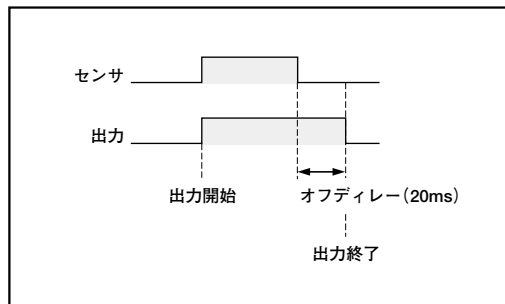 センサ
出力
出力開始
オフディレー(20ms)
出力終了